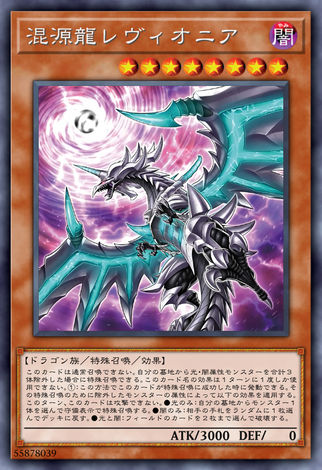 混源龍レヴィオニア
闇
【ドラゴン族／特殊召喚／効果】
このカードは通常召喚できない。自分の墓地から光・闇属性モンスターを合計３
体除外した場合に特殊召喚できる。このカード名の効果は１ターンに１度しか使
用できない。①：この方法でこのカードが特殊召喚に成功した時に発動できる。そ
の特殊召喚のために除外したモンスターの属性によって以下の効果を適用する。
このターン、このカードは攻撃できない。●光のみ：自分の墓地からモンスター１
体を選んで守備表示で特殊召喚する。●闇のみ：相手の手札をランダムに１枚選
んでデッキに戻す。●光と闇：フィールドのカードを２枚まで選んで破壊する。
ATK/3000 DEF/ 0
55878039